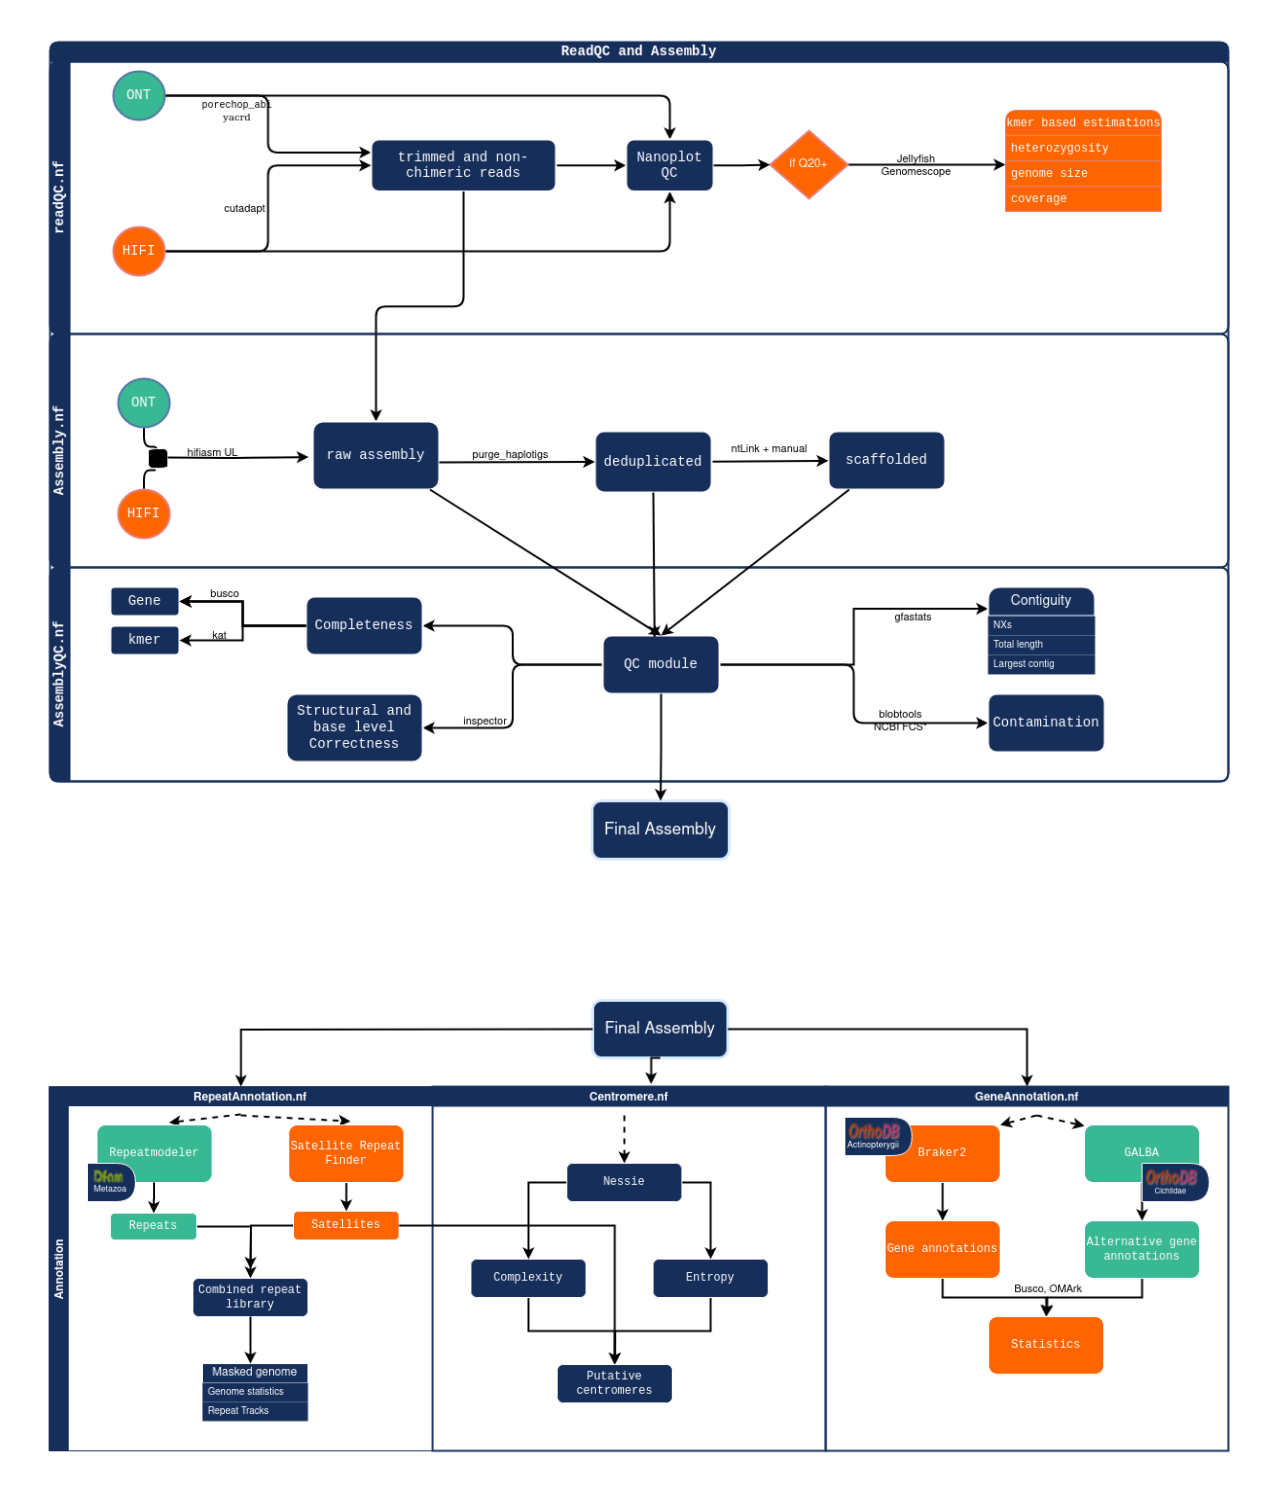 ReadQC and Assembly
readQC.nf
ONT
porechop_abi
yacrd
trimmed and non-
chimeric reads
Nanoplot
QC
if Q20+
Jellyfish
Genomescope
kmer based estimations
heterozygosity
genome size
coverage
cutadapt
HIFI
Assembly.nf
ONT
hifiasm UL
HIFI
raw assembly
purge_haplotigs
deduplicated
ntLink + manual
scaffolded
AssemblyQC.nf
Gene
busco
kmer
kat
Completeness
Structural and
base level
Correctness
inspector
QC module
gfastats
Contiguity
NXs
Total length
Largest contig
blobtools
NCBI FCS*
Contamination
Final Assembly
Final Assembly
Annotation
RepeatAnnotation.nf
Repeatmodeler
Dfam
Metazoa
Satellite Repeat
Finder
Repeats
Satellites
Combined repeat
library
Masked genome
Genome statistics
Repeat Tracks
Centromere.nf
Nessie
Complexity
Entropy
Putative
centromeres
GeneAnnotation.nf
OrthoDB
Actinopterygii
Braker2
GALBA
OrthoDB
Cichlidae
Gene annotations
Alternative gene
annotations
Busco, OMArk
Statistics